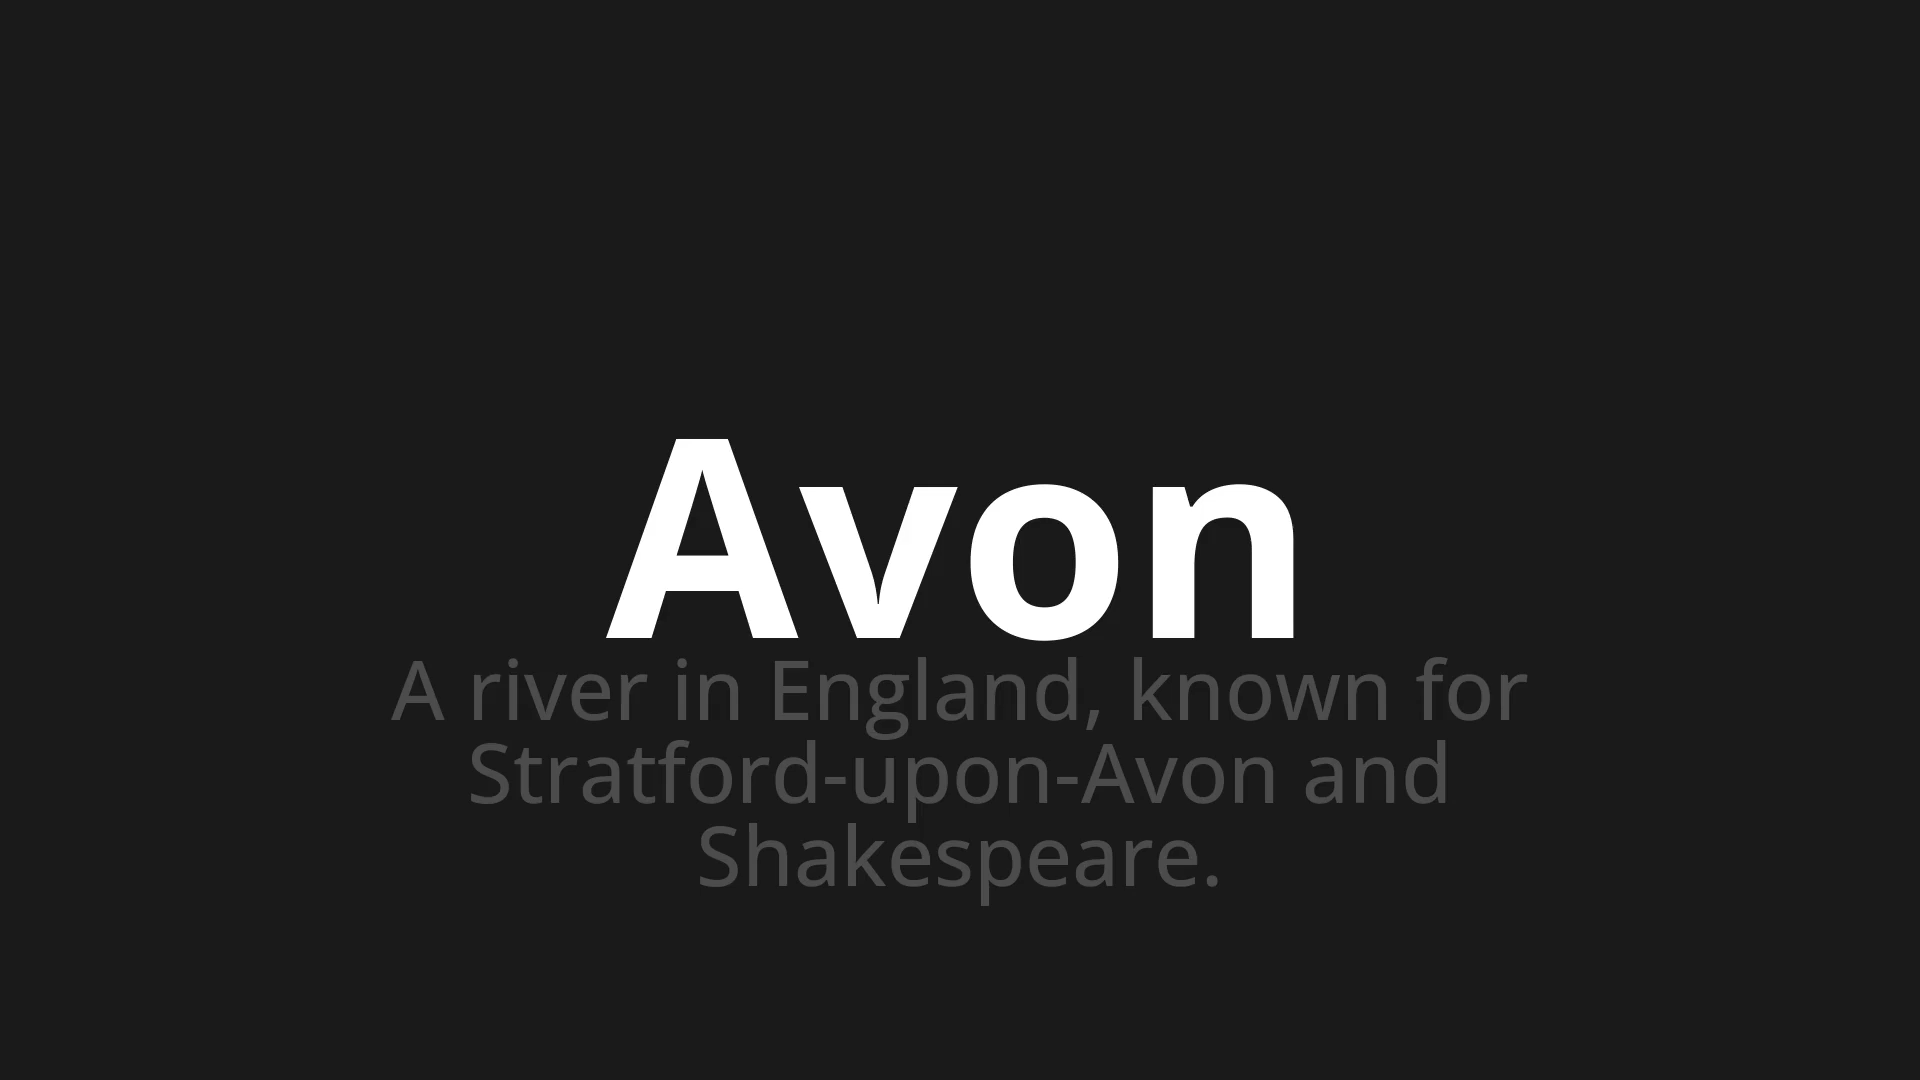 Avon
A river in England, known for
Stratford-upon-Avon and
Shakespeare.